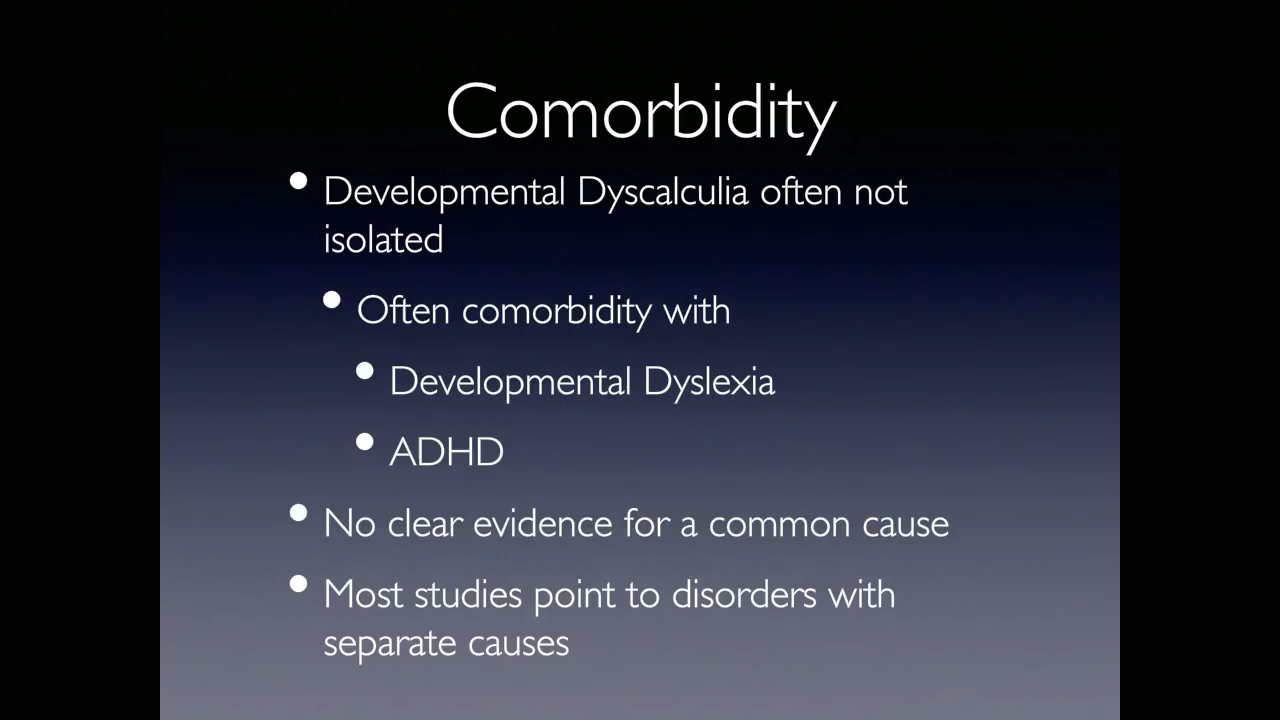 Comorbidity
• Developmental Dyscalculia often not
isolated
• Often comorbidity with
• Developmental Dyslexia
• ADHD
• No clear evidence for a common cause
• Most studies point to disorders with
separate causes